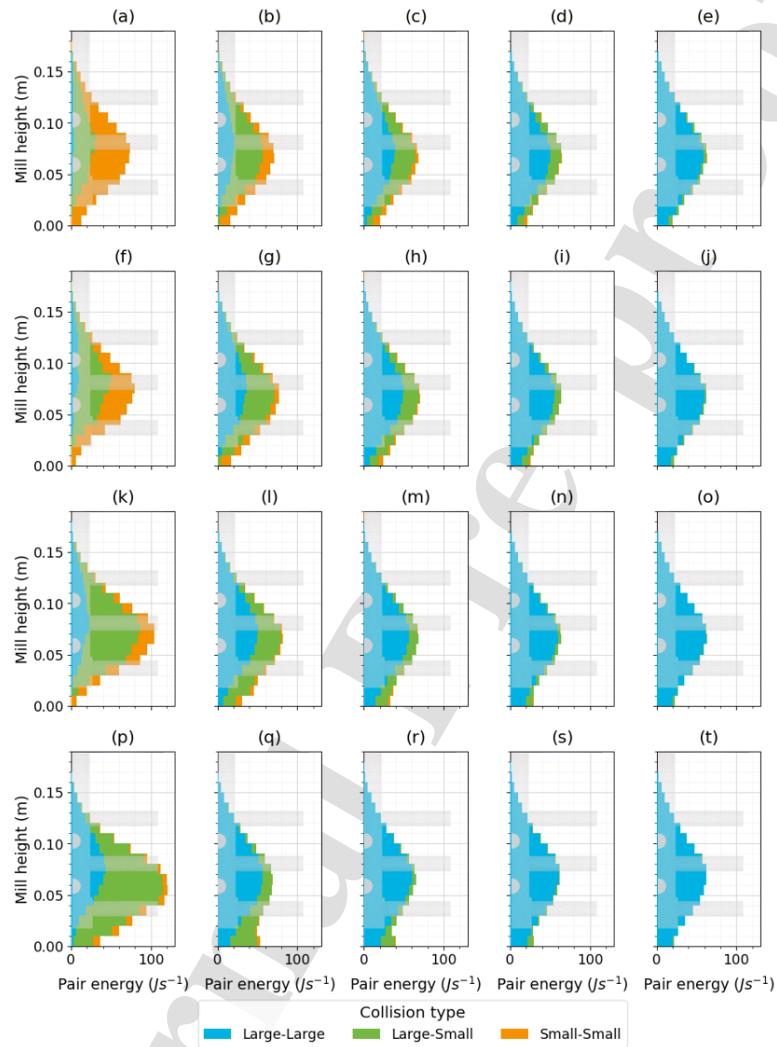 (a) (b) (c) (d) (e)
Mill height (m)
0.15
0.10
0.05
0.00
(f) (g) (h) (i) (j)
Mill height (m)
0.15
0.10
0.05
0.00
(k) (l) (m) (n) (o)
Mill height (m)
0.15
0.10
0.05
0.00
(p) (q) (r) (s) (t)
Mill height (m)
0.15
0.10
0.05
0.00
0 100 0 100 0 100 0 100 0 100
Pair energy (Js⁻¹) Pair energy (Js⁻¹) Pair energy (Js⁻¹) Pair energy (Js⁻¹) Pair energy (Js⁻¹)
Collision type
Large-Large Large-Small Small-Small